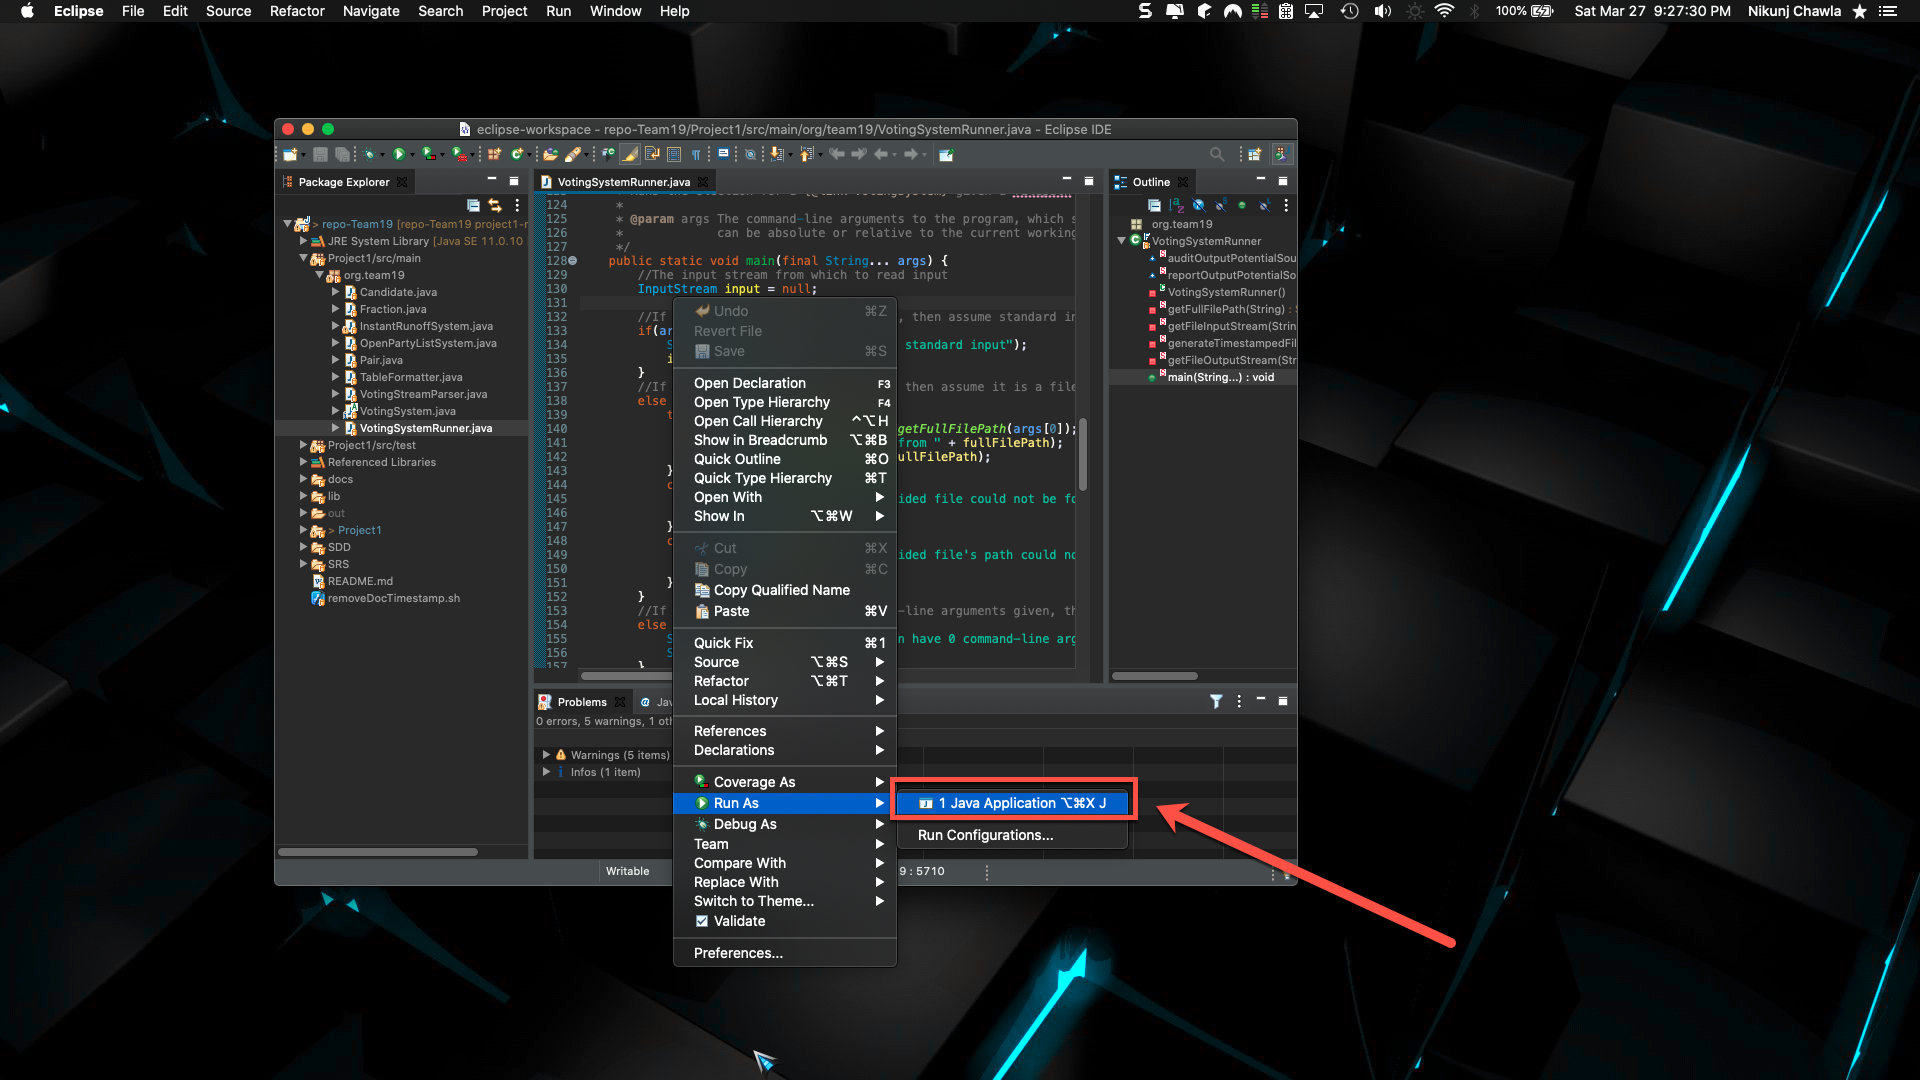 Eclipse File Edit Source Refactor Navigate Search Project Run Window Help
100% Sat Mar 27 9:27:30 PM Nikunj Chawla
eclipse-workspace - repo-Team19/Project1/src/main/org/team19/VotingSystemRunner.java - Eclipse IDE
Package Explorer
> repo-Team19 [repo-Team19 project1-r
JRE System Library [Java SE 11.0.10
Project1/src/main
org.team19
Candidate.java
Fraction.java
InstantRunoffSystem.java
OpenPartyListSystem.java
Pair.java
TableFormatter.java
VotingStreamParser.java
VotingSystem.java
VotingSystemRunner.java
Project1/src/test
Referenced Libraries
docs
lib
out
> Project1
SDD
SRS
README.md
removeDocTimestamp.sh
VotingSystemRunner.java
124 *
125 * @param args The command-line arguments to the program, which s
126 * can be absolute or relative to the current working
127 */
128 public static void main(final String... args) {
129 //The input stream from which to read input
130 InputStream input = null;
131
132 //If , then assume standard in
133 if(ar
134 S standard input");
135 i
136 }
137 //If then assume it is a file
138 else
139 t
140 getFullFilePath(args[0]);
141 from " + fullFilePath);
142 ullFilePath);
143 }
144 c
145 ided file could not be fo
146
147 }
148 c
149 ided file's path could no
150
151 }
152 }
153 //If -line arguments given, th
154 else
155 S n have 0 command-line arg
156 S
157 }
Undo ⌘Z
Revert File
Save ⌘S
Open Declaration F3
Open Type Hierarchy F4
Open Call Hierarchy ^⌥H
Show in Breadcrumb ⌥⌘B
Quick Outline ⌘O
Quick Type Hierarchy ⌘T
Open With
Show In ⌥⌘W
Cut ⌘X
Copy ⌘C
Copy Qualified Name
Paste ⌘V
Quick Fix ⌘1
Source ⌥⌘S
Refactor ⌥⌘T
Local History
References
Declarations
Coverage As
Run As
Debug As
Team
Compare With
Replace With
Switch to Theme...
Validate
Preferences...
1 Java Application ⌥⌘X J
Run Configurations...
Outline
org.team19
VotingSystemRunner
auditOutputPotentialSou
reportOutputPotentialSo
VotingSystemRunner()
getFullFilePath(String) : S
getFileInputStream(Strin
generateTimestampedFil
getFileOutputStream(Str
main(String...) : void
Problems
Jav
0 errors, 5 warnings, 1 oth
Warnings (5 items)
Infos (1 item)
Writable
9 : 5710